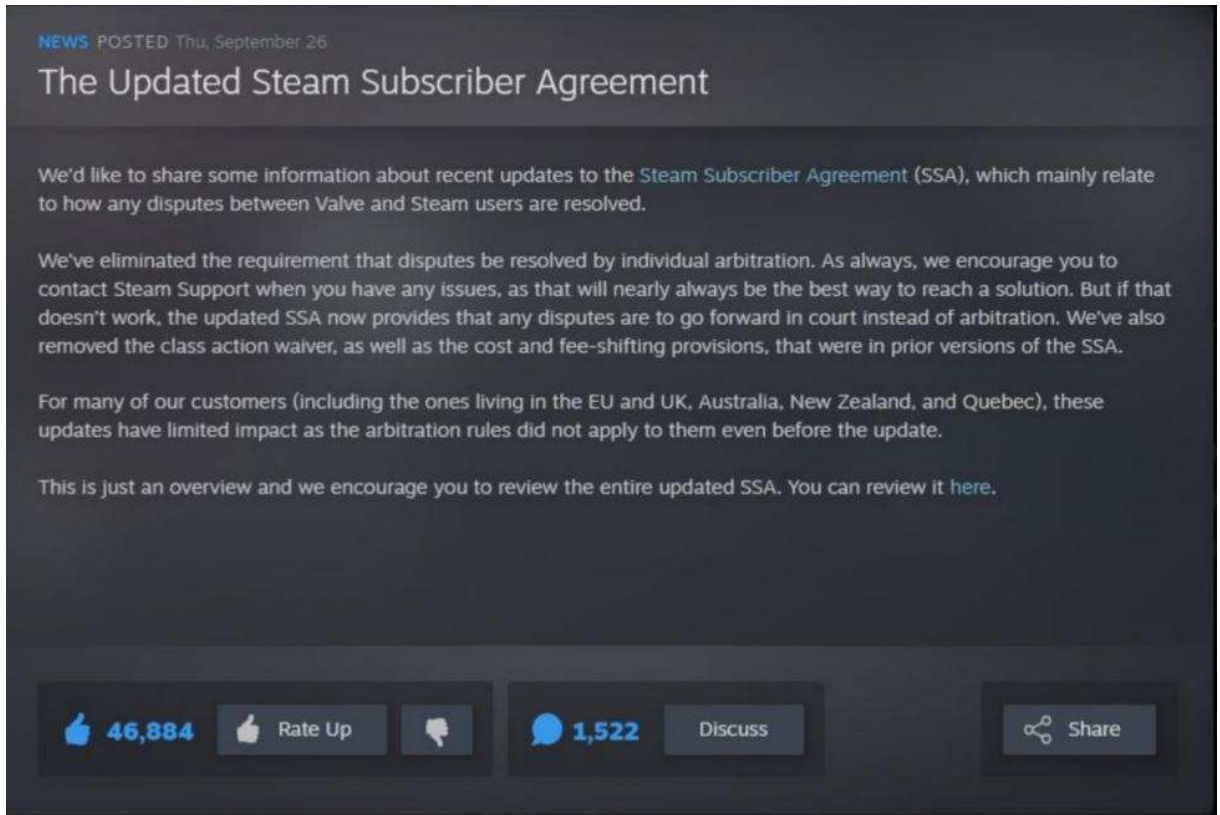 NEWS POSTED Thu, September 26
The Updated Steam Subscriber Agreement
We'd like to share some information about recent updates to the Steam Subscriber Agreement (SSA), which mainly relate
to how any disputes between Valve and Steam users are resolved.
We've eliminated the requirement that disputes be resolved by individual arbitration. As always, we encourage you to
contact Steam Support when you have any issues, as that will nearly always be the best way to reach a solution. But if that
doesn't work, the updated SSA now provides that any disputes are to go forward in court instead of arbitration. We've also
removed the class action waiver, as well as the cost and fee-shifting provisions, that were in prior versions of the SSA.
For many of our customers (including the ones living in the EU and UK, Australia, New Zealand, and Quebec), these
updates have limited impact as the arbitration rules did not apply to them even before the update.
This is just an overview and we encourage you to review the entire updated SSA. You can review it here.
46,884 Rate Up 1,522 Discuss Share